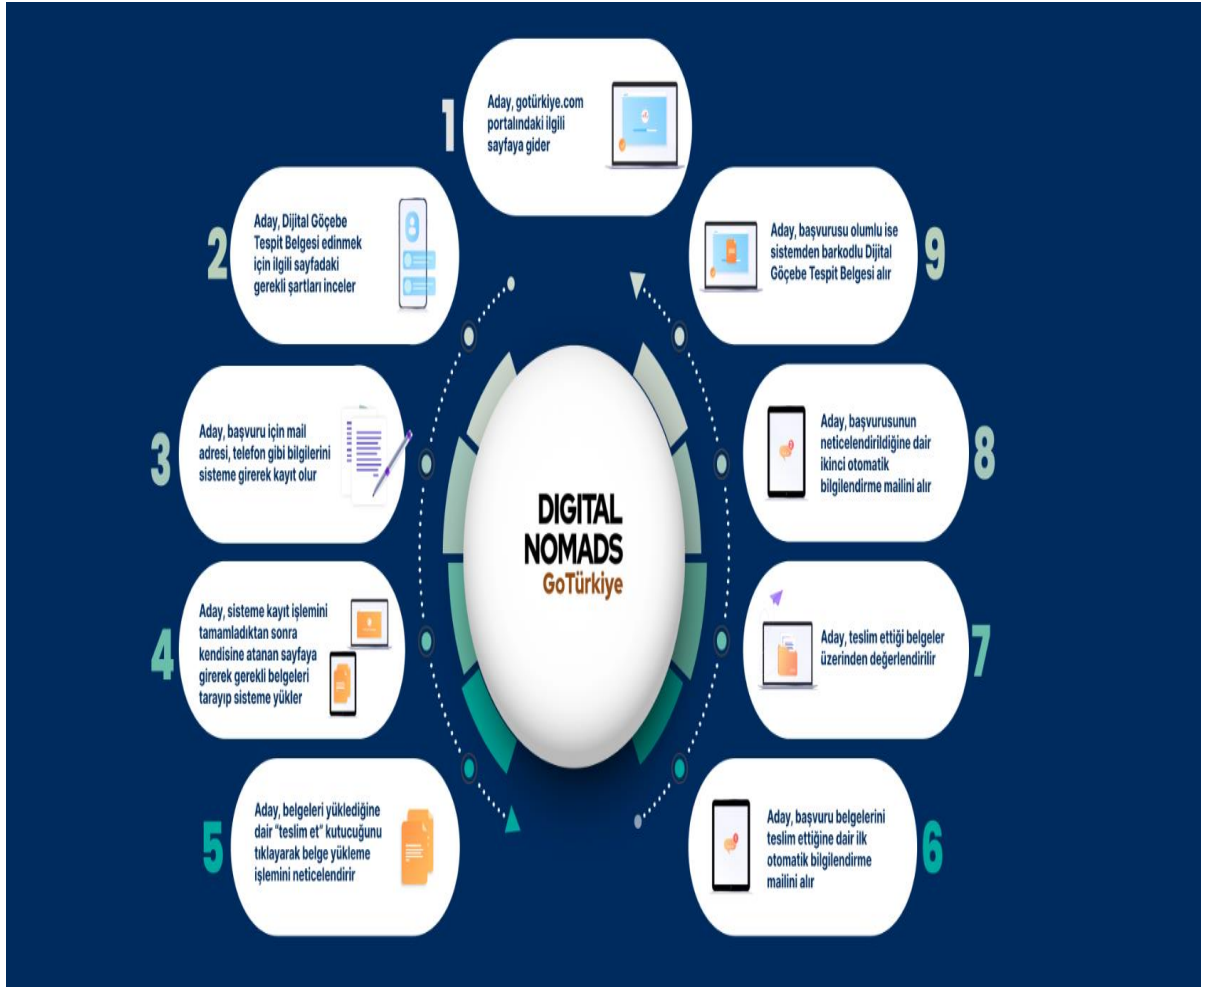 1
Aday, gotürkiye.com
portalındaki ilgili
sayfaya gider
2
Aday, Dijital Göçebe
Tespit Belgesi edinmek
için ilgili sayfadaki
gerekli şartları inceler
3
Aday, başvuru için mail
adresi, telefon gibi bilgilerini
sisteme girerek kayıt olur
4
Aday, sisteme kayıt işlemini
tamamladıktan sonra
kendisine atanan sayfaya
girerek gerekli belgeleri
tarayıp sisteme yükler
5
Aday, belgeleri yüklediğine
dair “teslim et” kutucuğunu
tıklayarak belge yükleme
işlemini neticelendirir
6
Aday, başvuru belgelerini
teslim ettiğine dair ilk
otomatik bilgilendirme
mailini alır
7
Aday, teslim ettiği belgeler
üzerinden değerlendirilir
8
Aday, başvurusunun
neticelendirildiğine dair
ikinci otomatik
bilgilendirme mailini alır
9
Aday, başvurusu olumlu ise
sistemden barkodlu Dijital
Göçebe Tespit Belgesi alır
DIGITAL
NOMADS
GoTürkiye